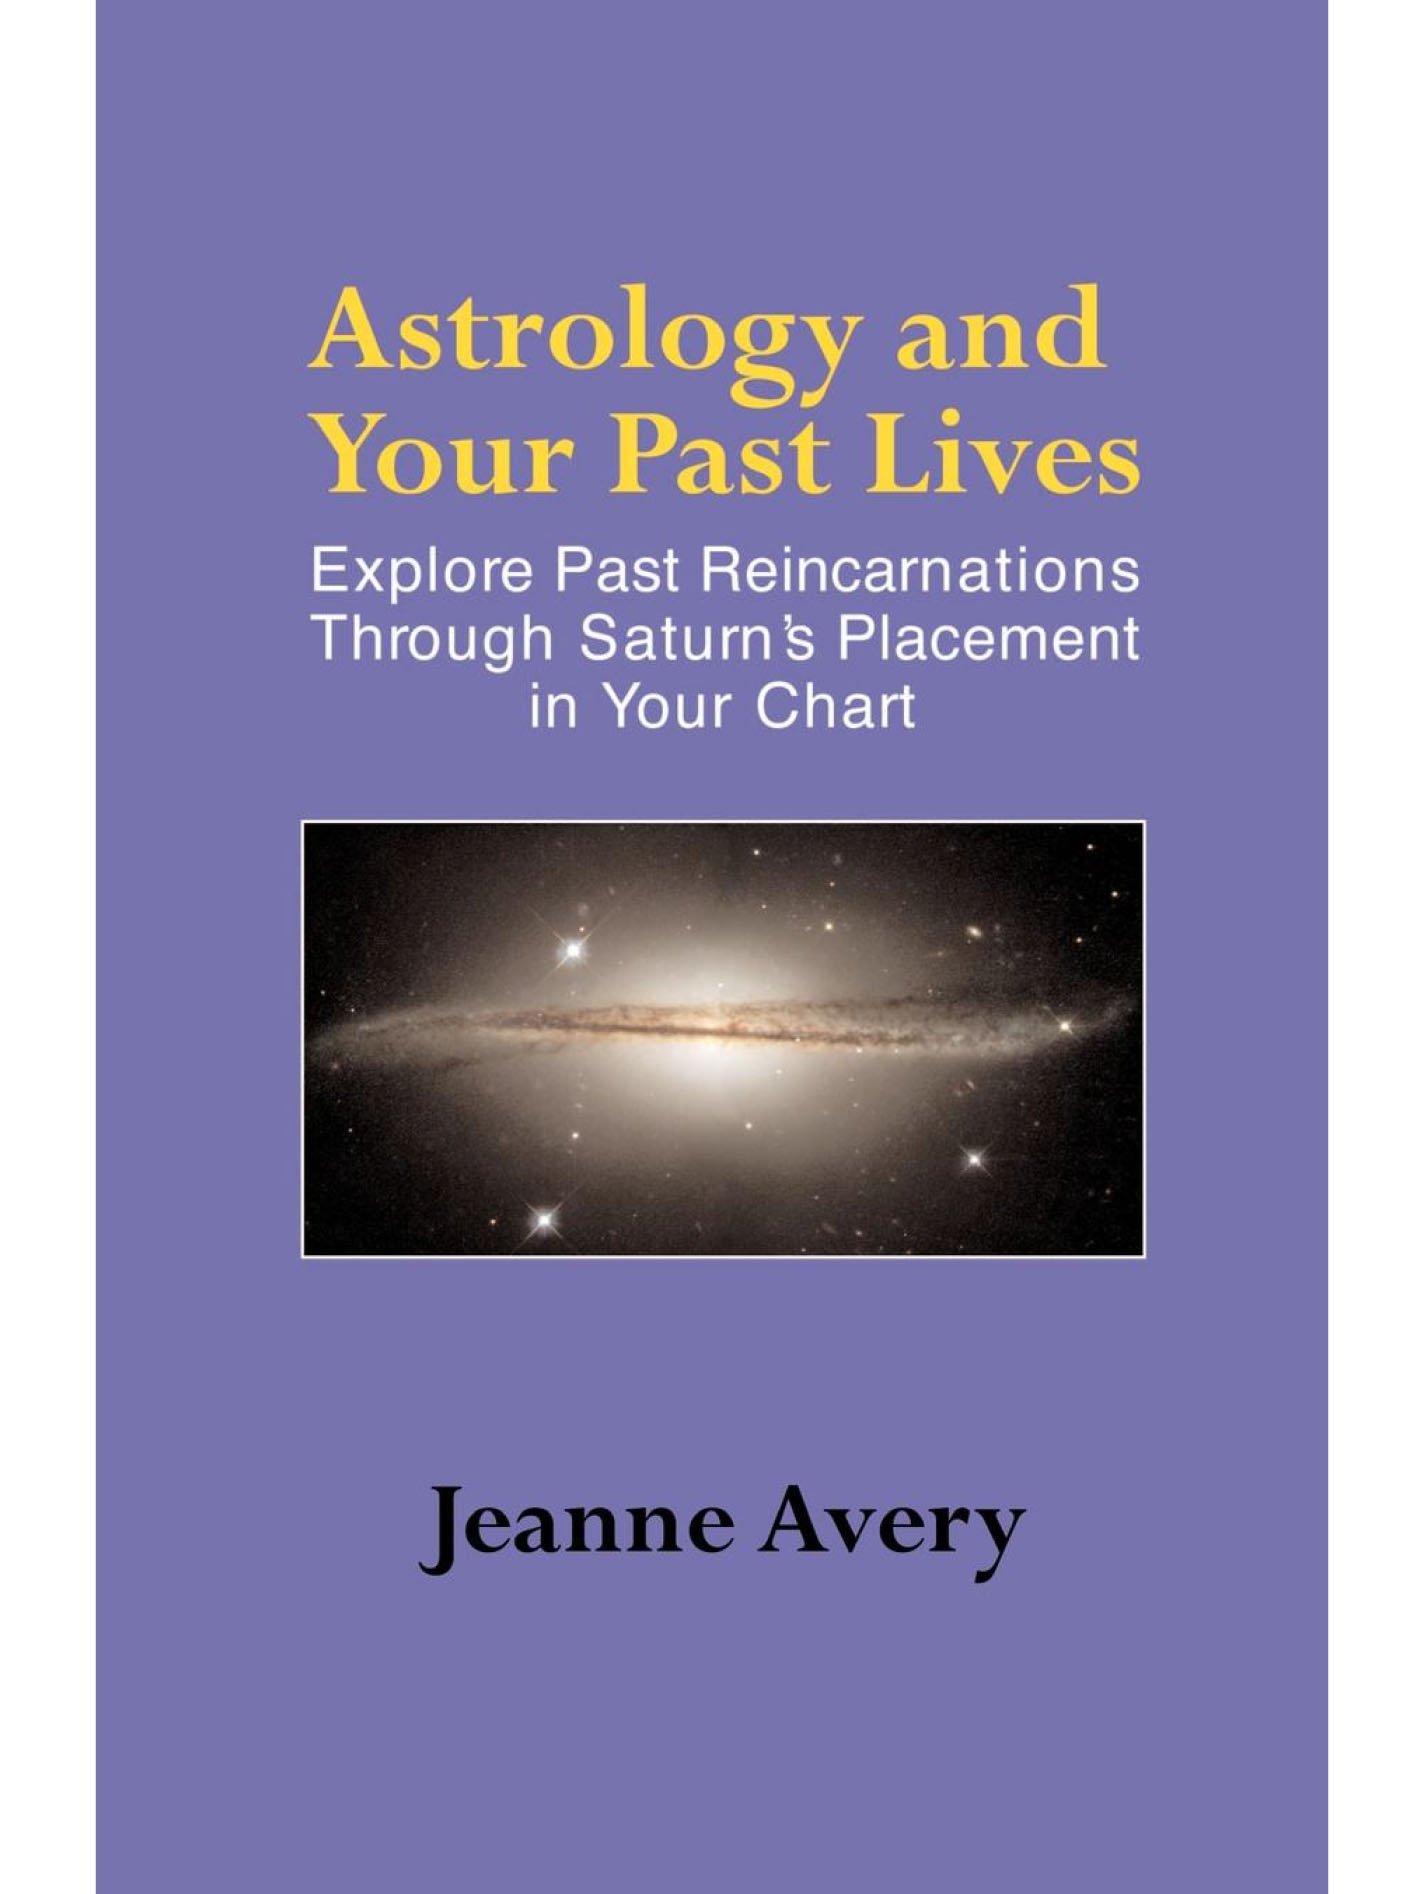 Astrology and
Your Past Lives
Explore Past Reincarnations
Through Saturn’s Placement
in Your Chart
Jeanne Avery